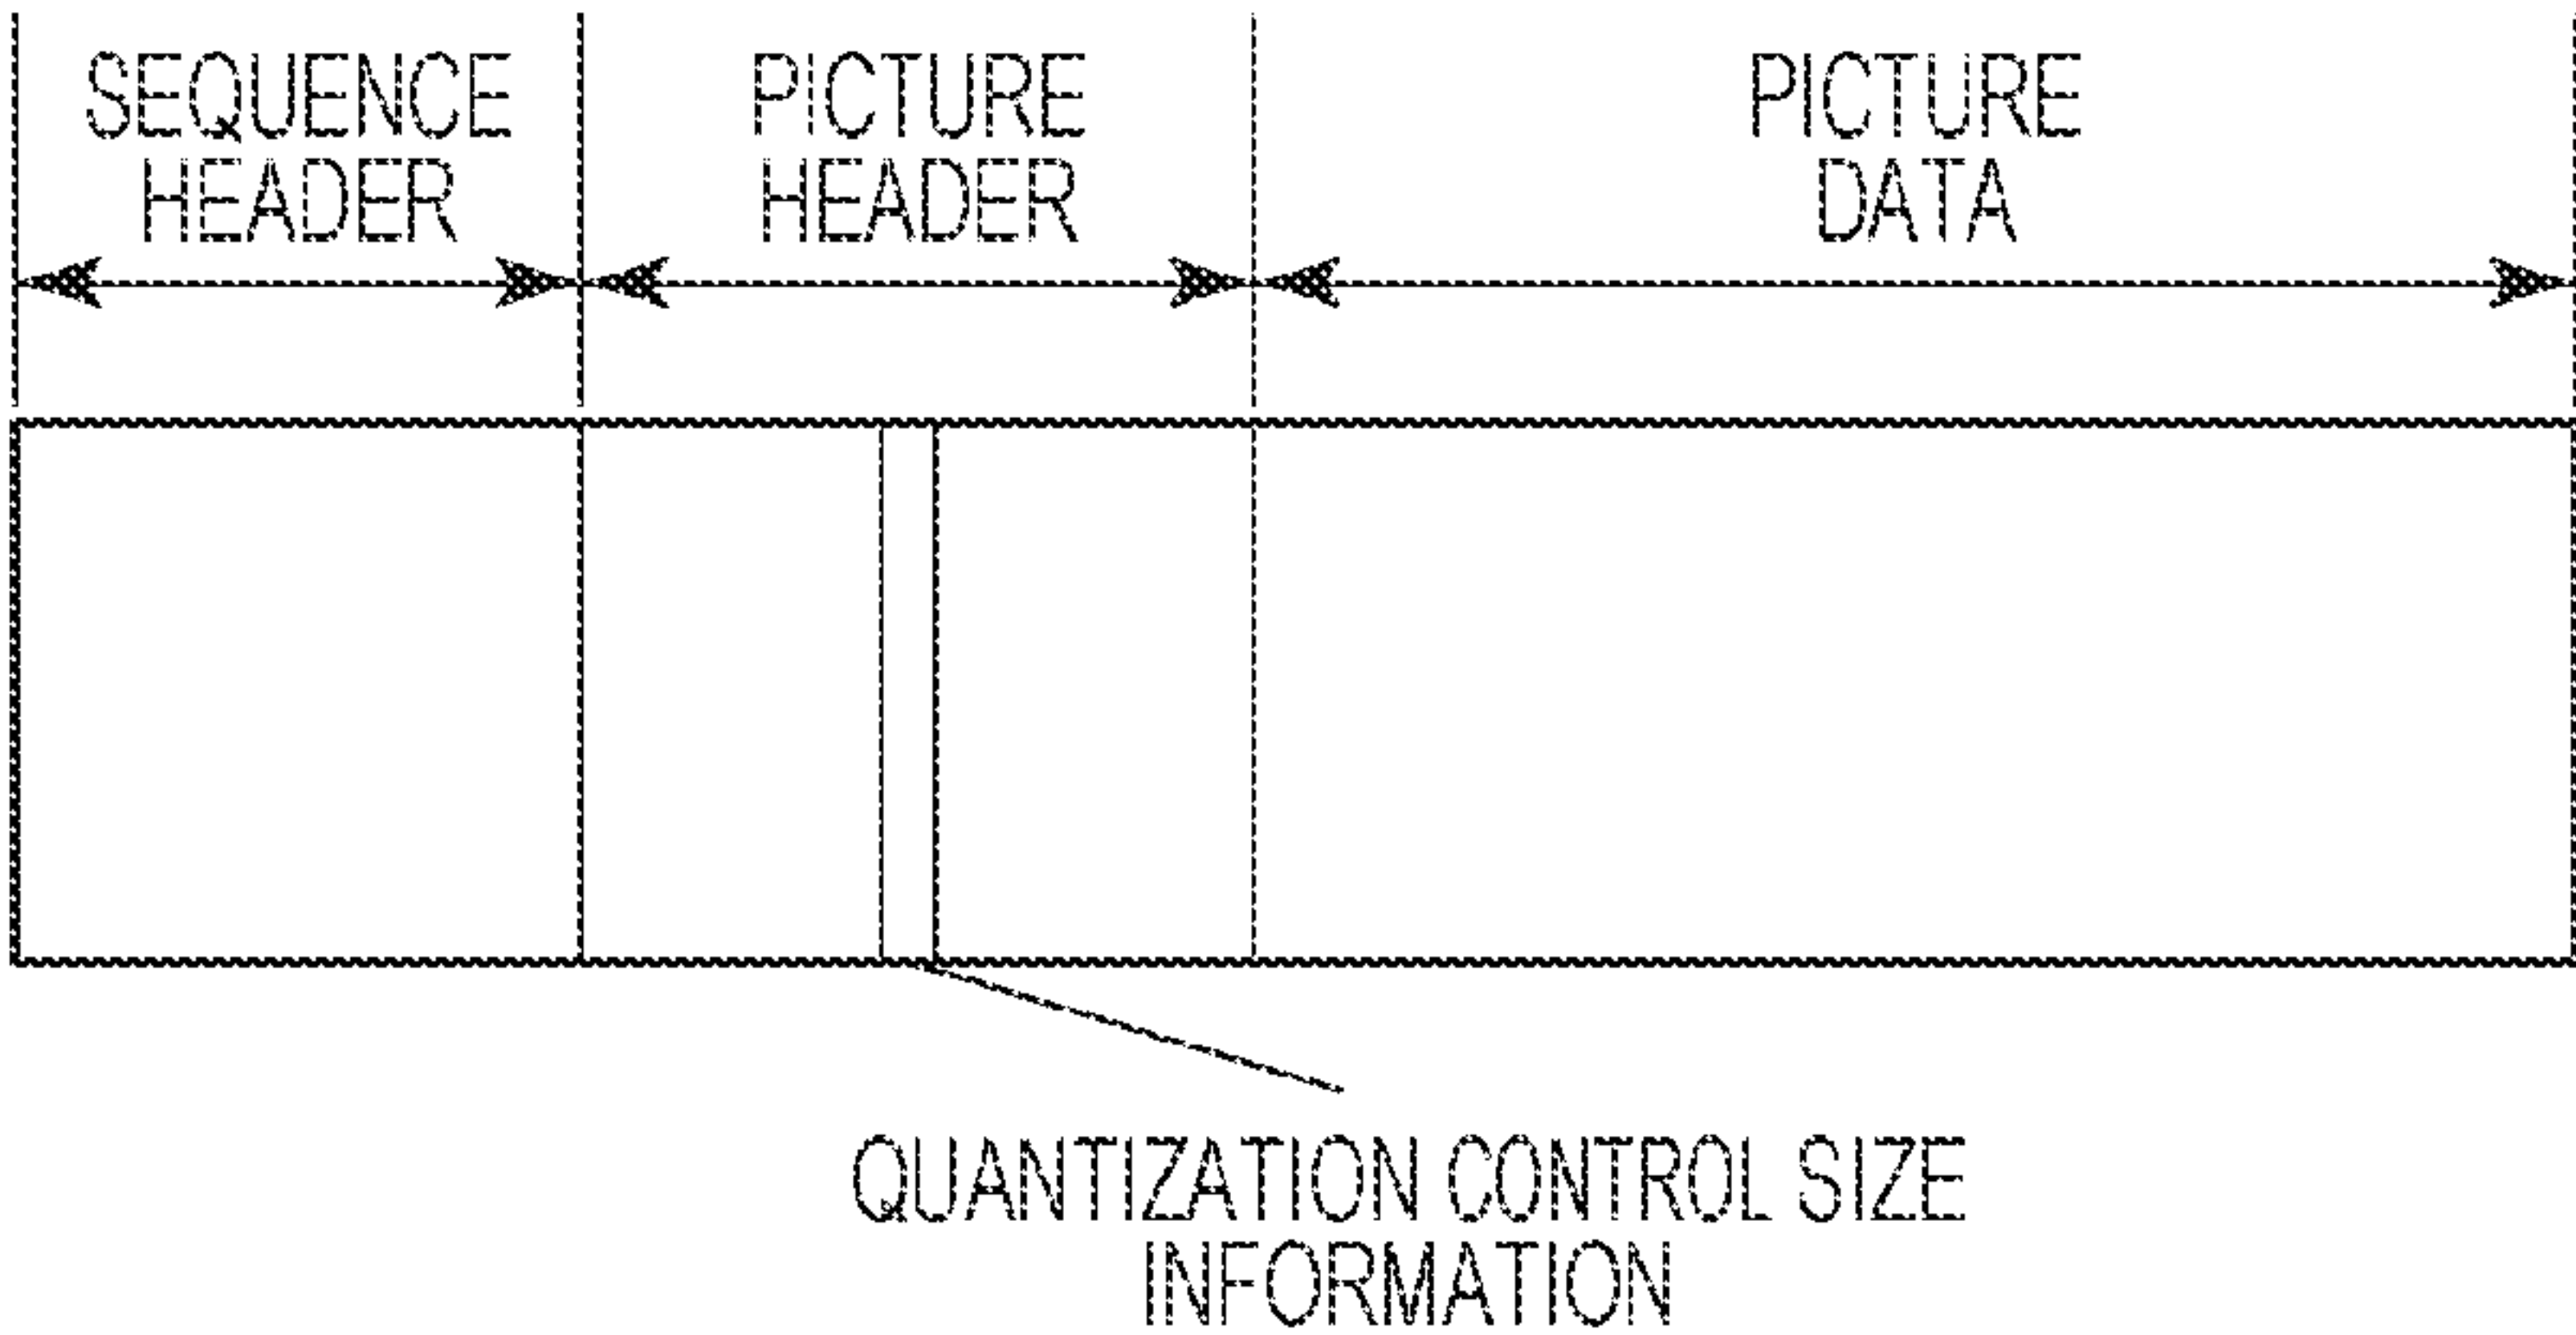 SEQUENCE
HEADER
PICTURE
HEADER
PICTURE
DATA
QUANTIZATION CONTROL SIZE
INFORMATION